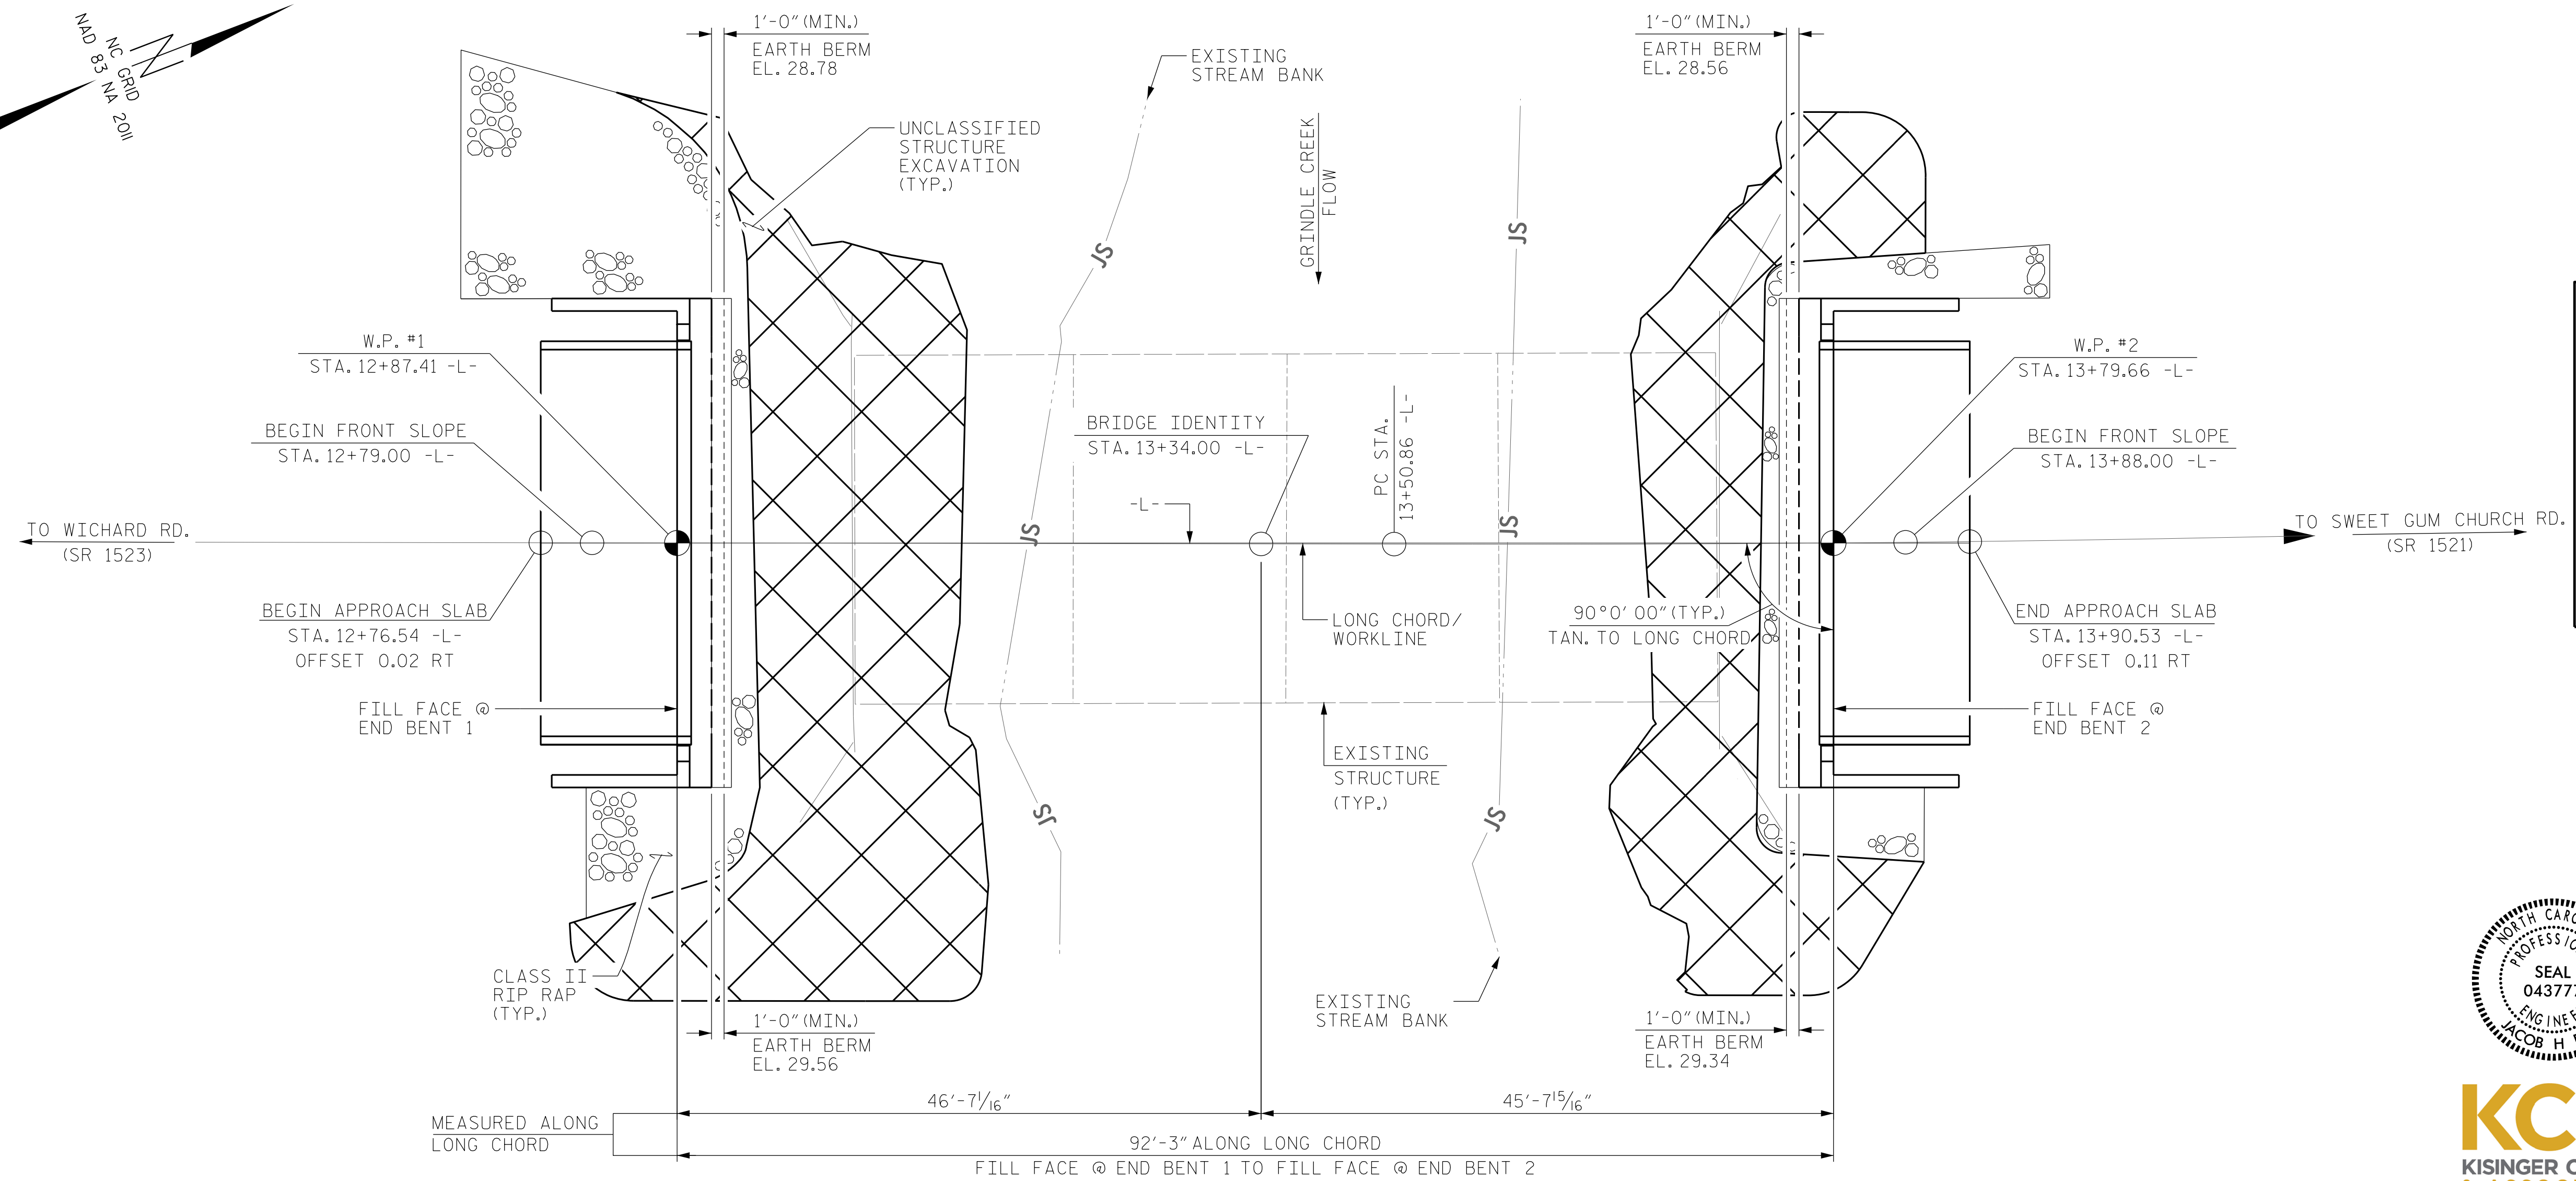 NC GRID
NAD 83 NA 2011
1'-0" (MIN.)
EARTH BERM
EL. 28.78
EXISTING
STREAM BANK
UNCLASSIFIED
STRUCTURE
EXCAVATION
(TYP.)
GRINDLE CREEK
FLOW
1'-0" (MIN.)
EARTH BERM
EL. 28.56
JS
JS
W.P. #1
STA. 12+87.41 -L-
BEGIN FRONT SLOPE
STA. 12+79.00 -L-
TO WICHARD RD.
(SR 1523)
BEGIN APPROACH SLAB
STA. 12+76.54 -L-
OFFSET 0.02 RT
FILL FACE @
END BENT 1
BRIDGE IDENTITY
STA. 13+34.00 -L-
PC STA.
13+50.86 -L-
-L-
JS
JS
LONG CHORD/
WORKLINE
90°0'00" (TYP.)
TAN. TO LONG CHORD
W.P. #2
STA. 13+79.66 -L-
BEGIN FRONT SLOPE
STA. 13+88.00 -L-
TO SWEET GUM CHURCH RD.
(SR 1521)
END APPROACH SLAB
STA. 13+90.53 -L-
OFFSET 0.11 RT
FILL FACE @
END BENT 2
EXISTING
STRUCTURE
(TYP.)
JS
JS
CLASS II
RIP RAP
(TYP.)
1'-0" (MIN.)
EARTH BERM
EL. 29.56
EXISTING
STREAM BANK
1'-0" (MIN.)
EARTH BERM
EL. 29.34
46'-7 1/16"
45'-7 15/16"
MEASURED ALONG
LONG CHORD
92'-3" ALONG LONG CHORD
FILL FACE @ END BENT 1 TO FILL FACE @ END BENT 2
NORTH
SEAL
JACOB H
KC
KISINGER